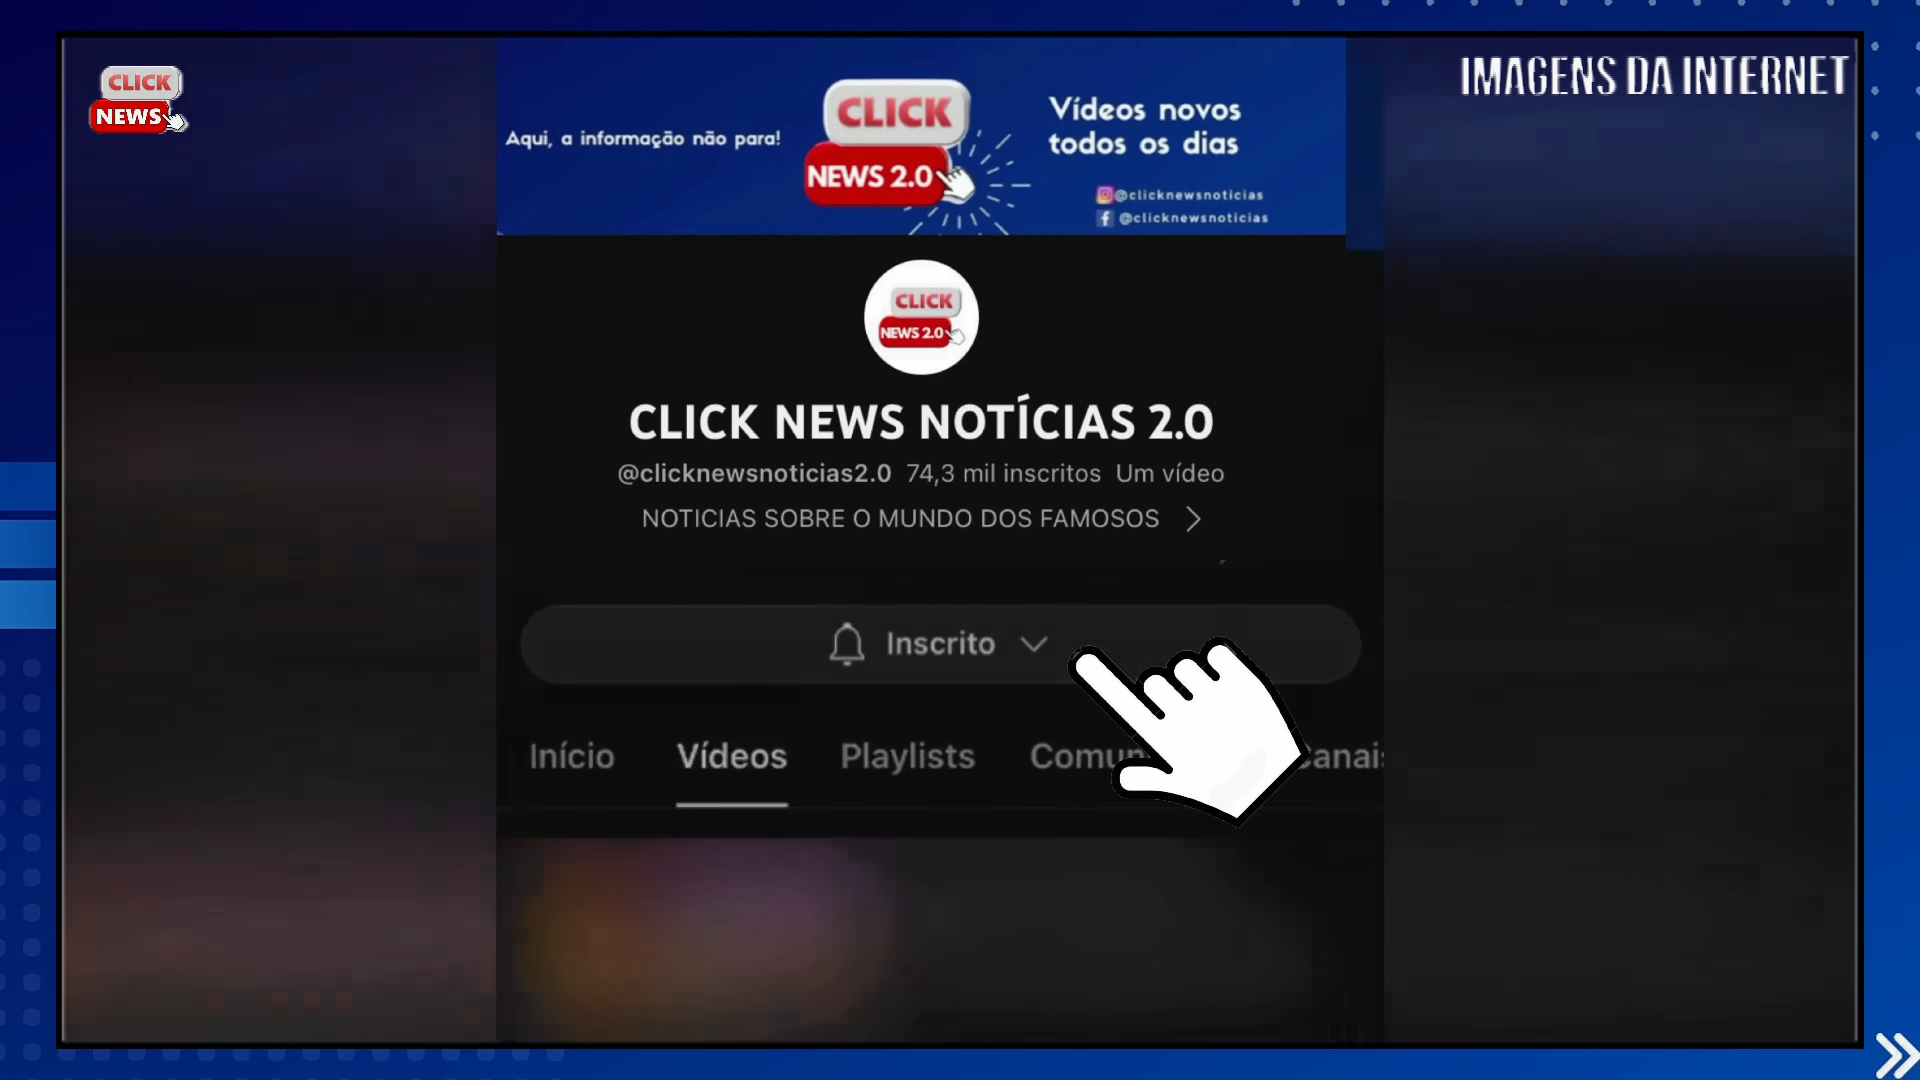 CLICK
NEWS
IMAGENS DA INTERNET
Aqui, a informação não para!
CLICK
NEWS 2.0
Vídeos novos
todos os dias
@clicknewsnoticias
@clicknewsnoticias
CLICK
NEWS 2.0
CLICK NEWS NOTÍCIAS 2.0
@clicknewsnoticias2.0 74,3 mil inscritos Um vídeo
NOTICIAS SOBRE O MUNDO DOS FAMOSOS
Inscrito
Início Vídeos Playlists Comun anais